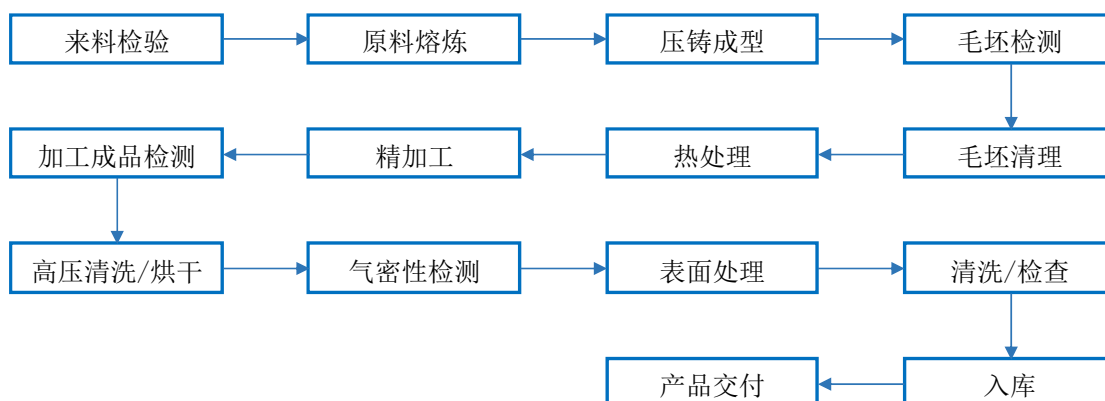 来料检验
原料熔炼
压铸成型
毛坯检测
毛坯清理
热处理
精加工
加工成品检测
高压清洗/烘干
气密性检测
表面处理
清洗/检查
入库
产品交付